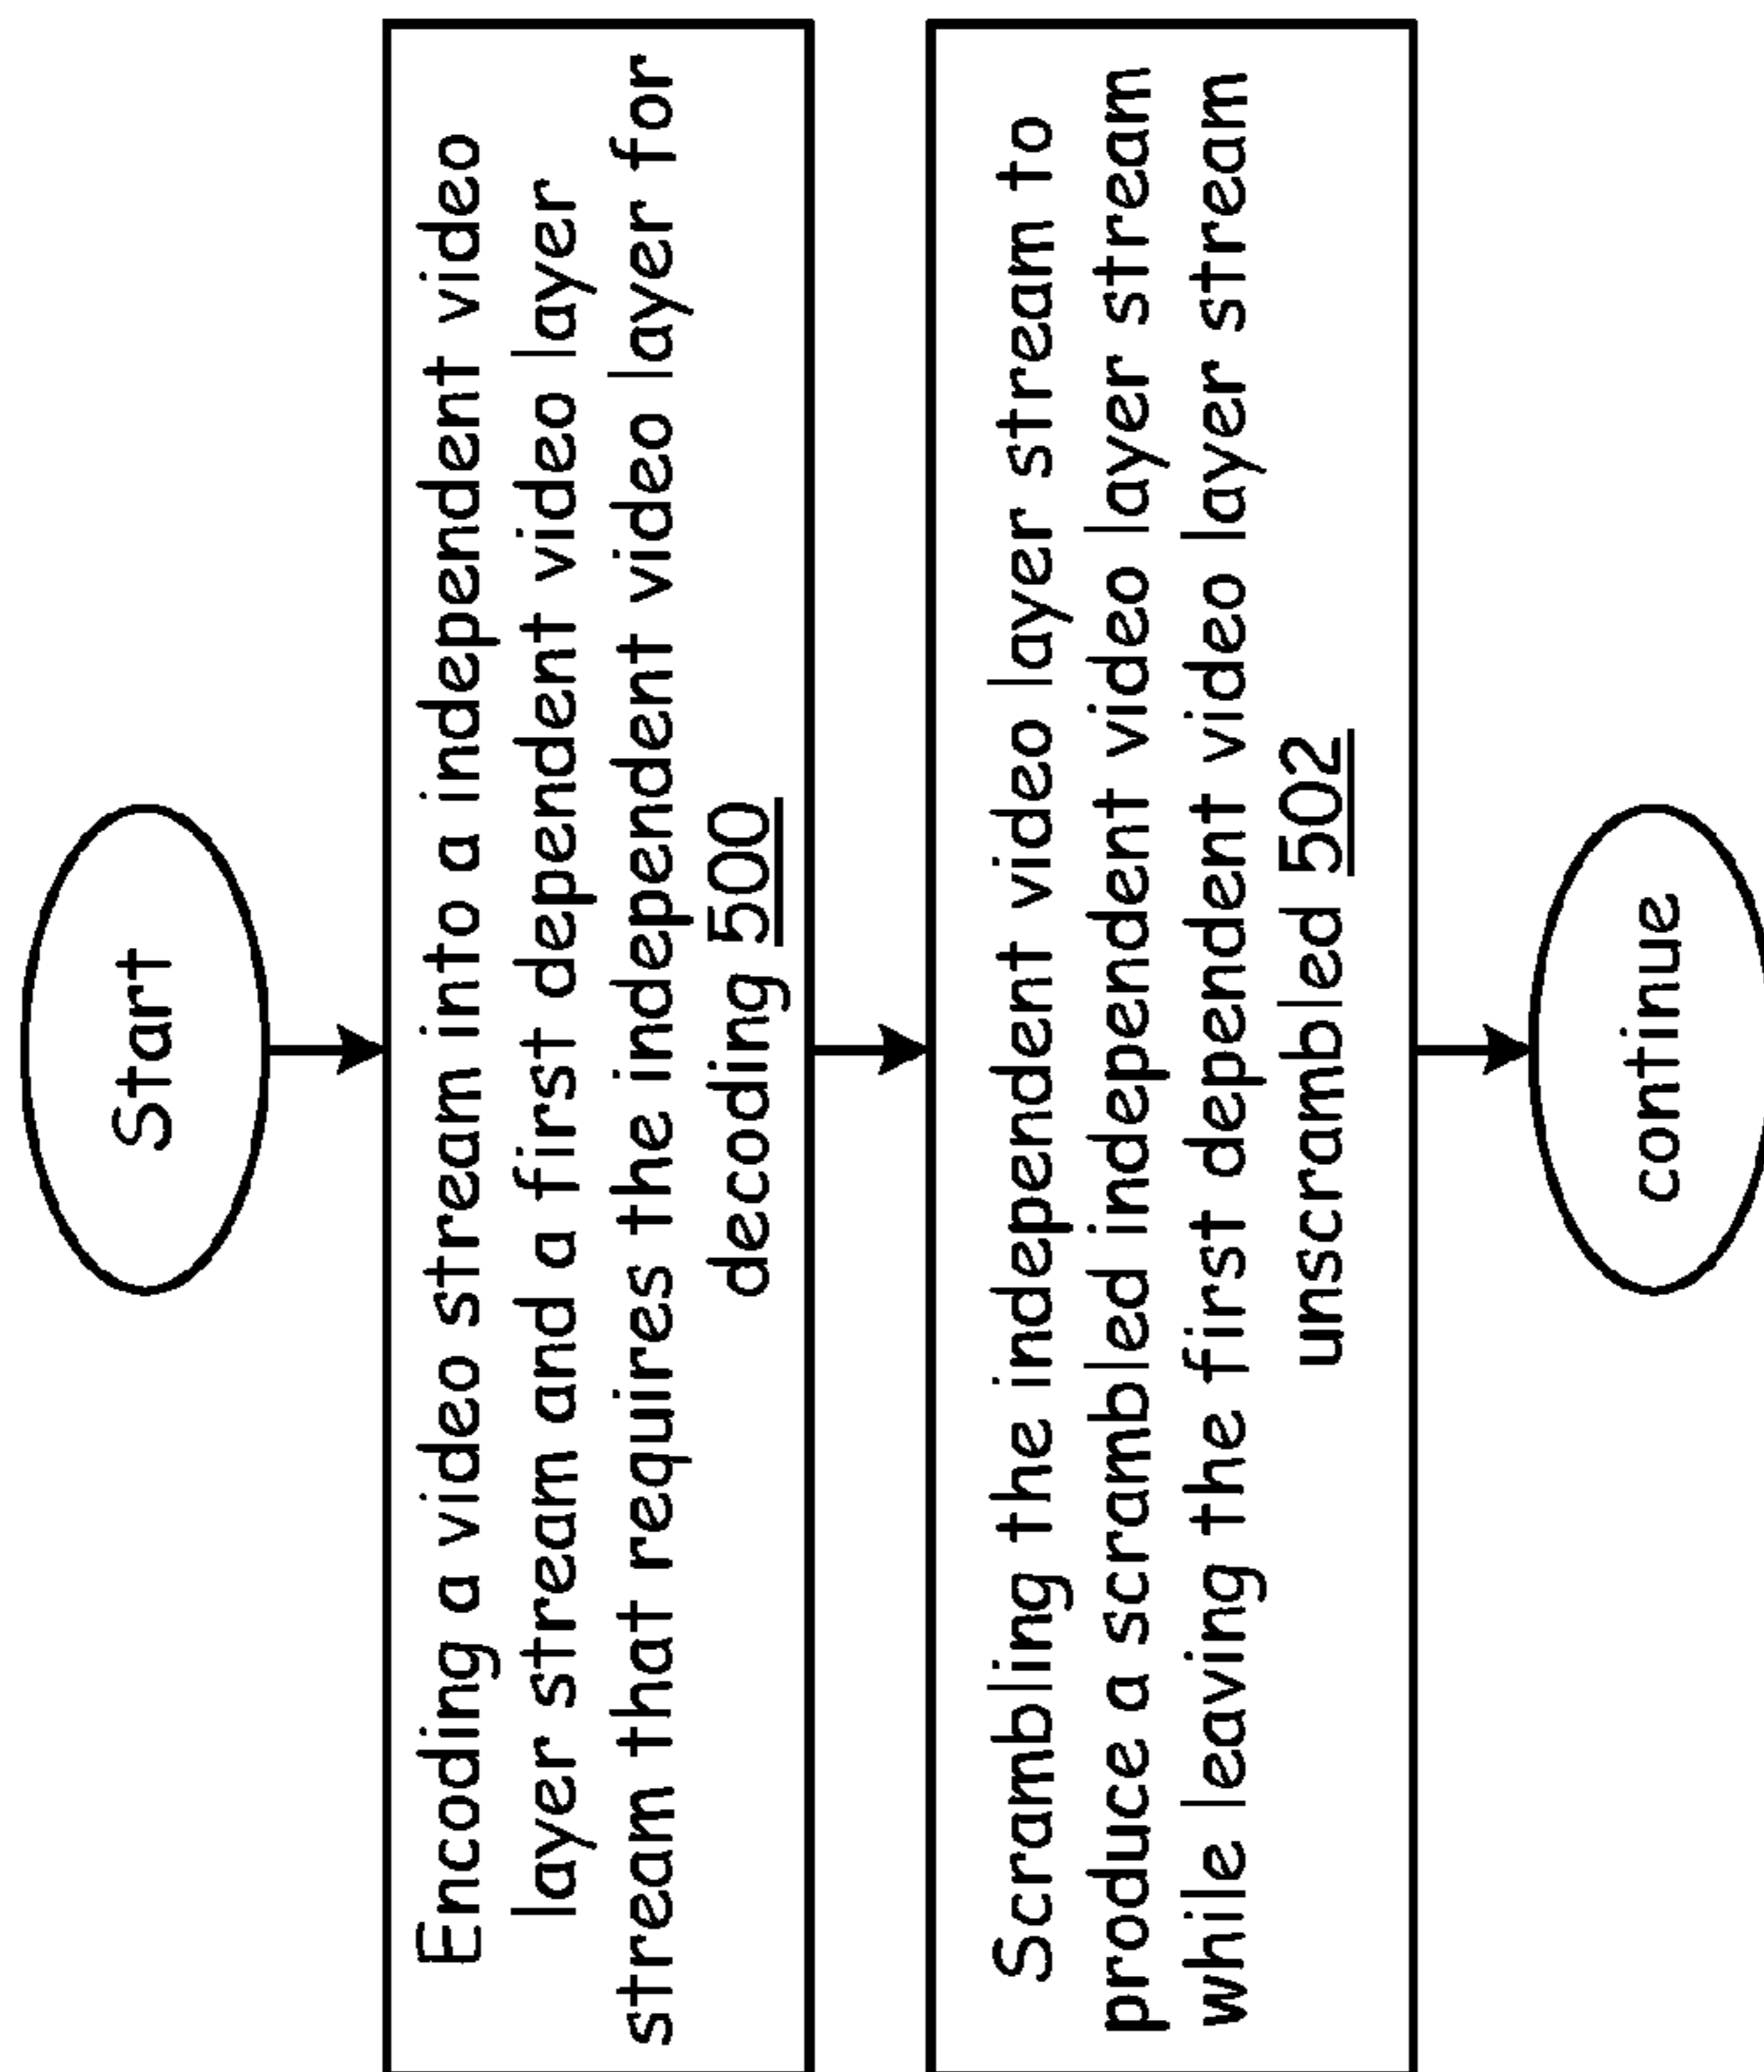 Start
Encoding a video stream into a independent video
layer stream and a first dependent video layer
stream that requires the independent video layer for
decoding 500
Scrambling the independent video layer stream to
produce a scrambled independent video layer stream
while leaving the first dependent video layer stream
unscrambled 502
continue